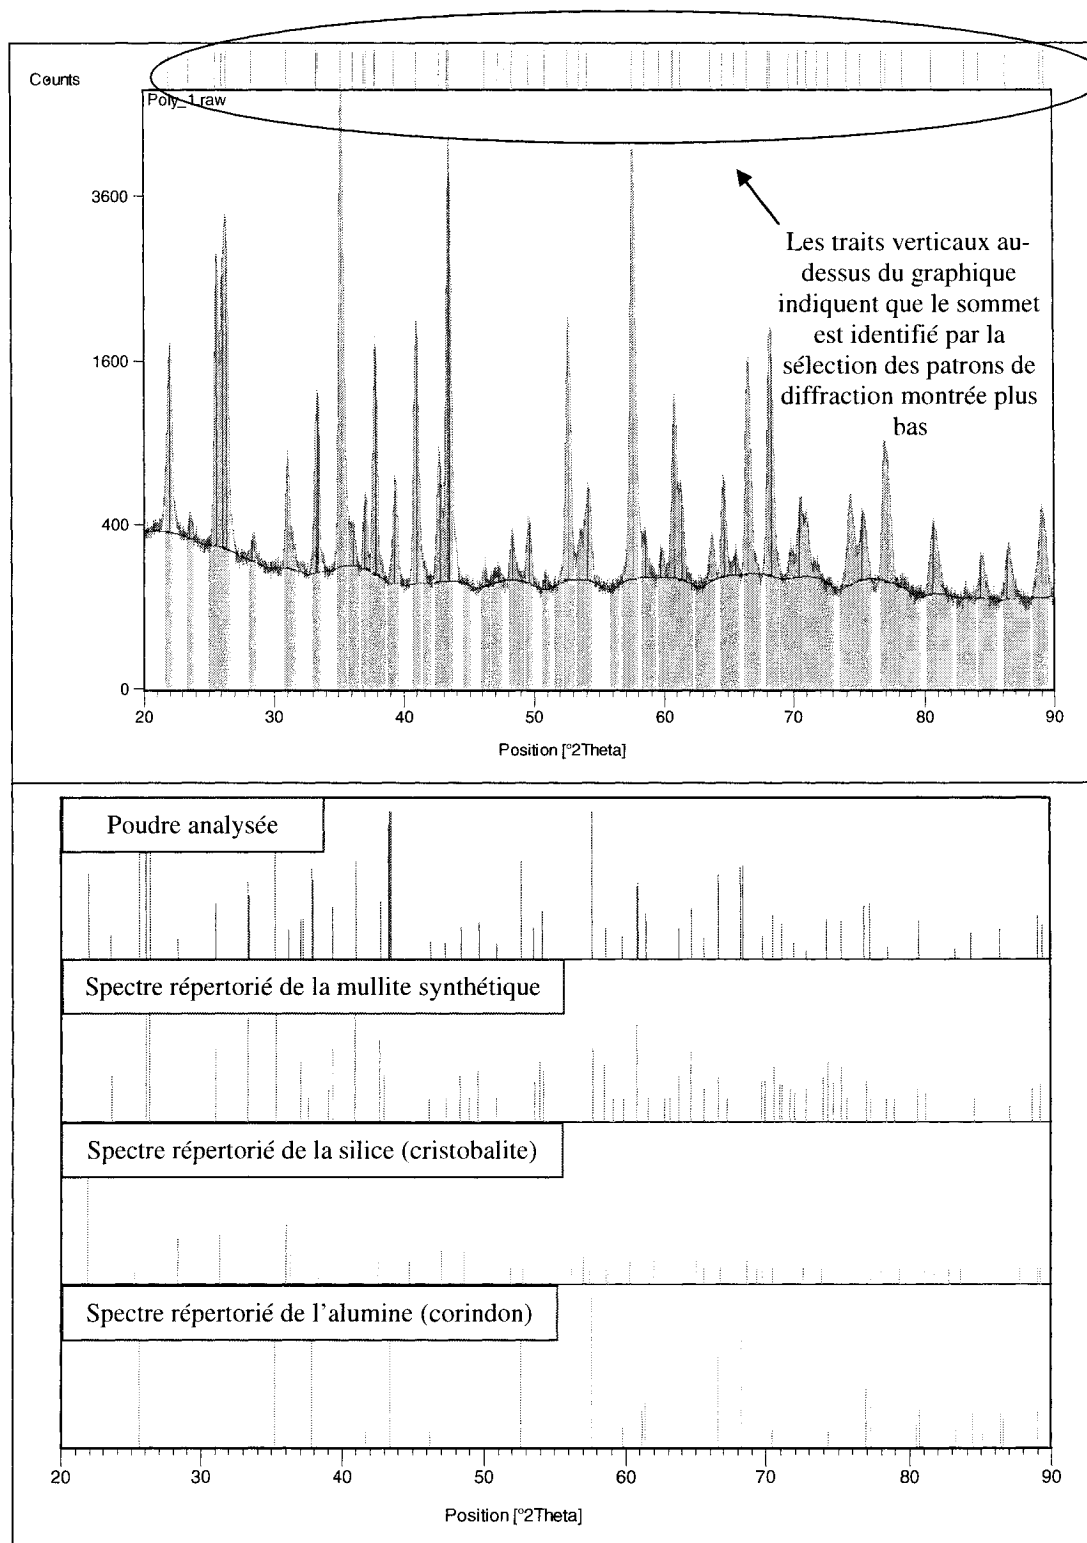 Counts
Poly_1.raw
3600
1600
400
0
Les traits verticaux au-
dessus du graphique
indiquent que le sommet
est identifié par la
sélection des patrons de
diffraction montrée plus
bas
20 30 40 50 60 70 80 90
Position [°2Theta]
Poudre analysée
Spectre répertorié de la mullite synthétique
Spectre répertorié de la silice (cristobalite)
Spectre répertorié de l'alumine (corindon)
20 30 40 50 60 70 80 90
Position [°2Theta]